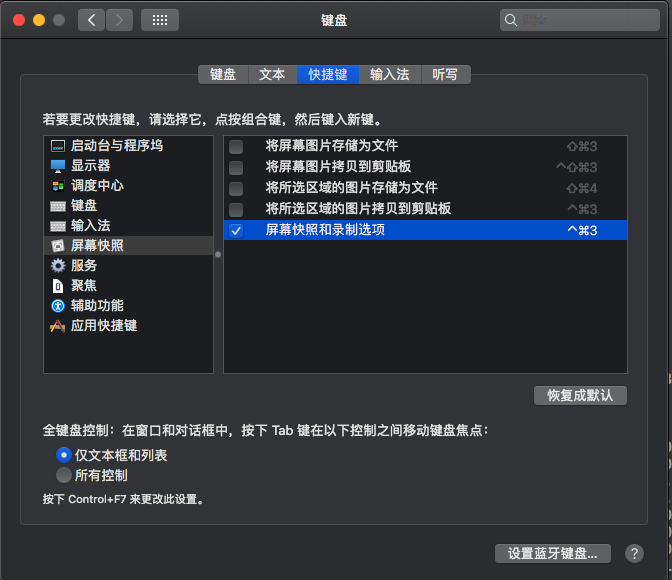 键盘
键盘 文本 快捷键 输入法 听写
若要更改快捷键，请选择它，点按组合键，然后键入新键。
启动台与程序坞
显示器
调度中心
键盘
输入法
屏幕快照
服务
聚焦
辅助功能
应用快捷键
将屏幕图片存储为文件 ⇧⌘3
将屏幕图片拷贝到剪贴板 ^⇧⌘3
将所选区域的图片存储为文件 ⇧⌘4
将所选区域的图片拷贝到剪贴板 ^⌘3
屏幕快照和录制选项 ^⌘3
恢复成默认
全键盘控制：在窗口和对话框中，按下 Tab 键在以下控制之间移动键盘焦点：
仅文本框和列表
所有控制
按下 Control+F7 来更改此设置。
设置蓝牙键盘... ?